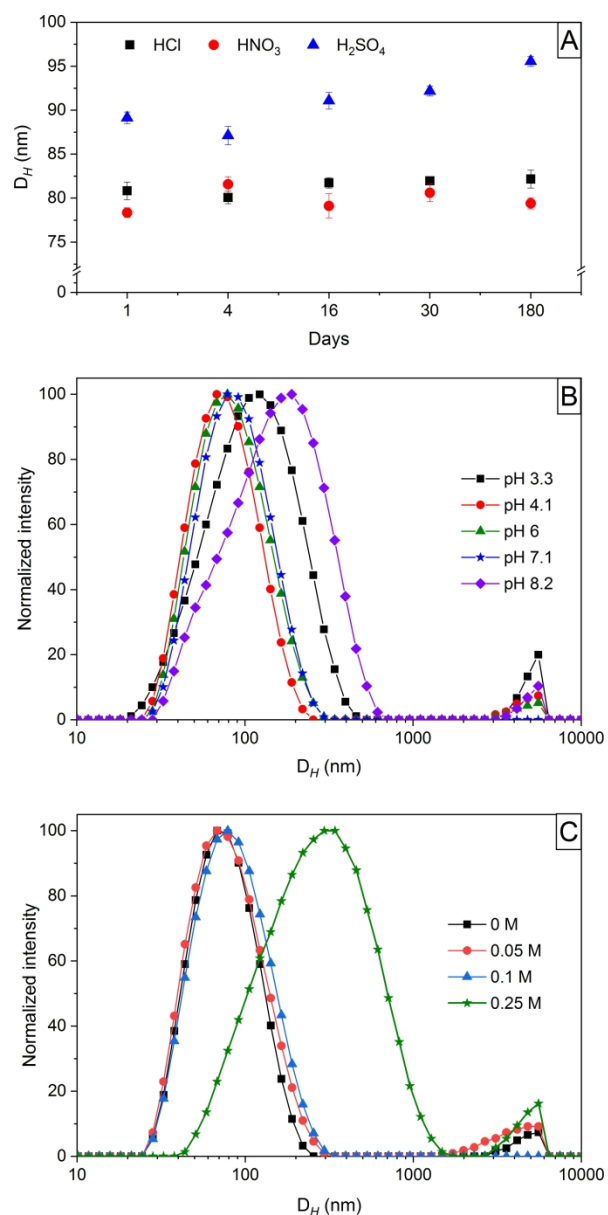 A
HCl HNO₃ H₂SO₄
100
95
90
85
80
75
0
D_H (nm)
1 4 16 30 180
Days
B
100
80
60
40
20
0
Normalized intensity
pH 3.3
pH 4.1
pH 6
pH 7.1
pH 8.2
10 100 1000 10000
D_H (nm)
C
100
80
60
40
20
0
Normalized intensity
0 M
0.05 M
0.1 M
0.25 M
10 100 1000 10000
D_H (nm)